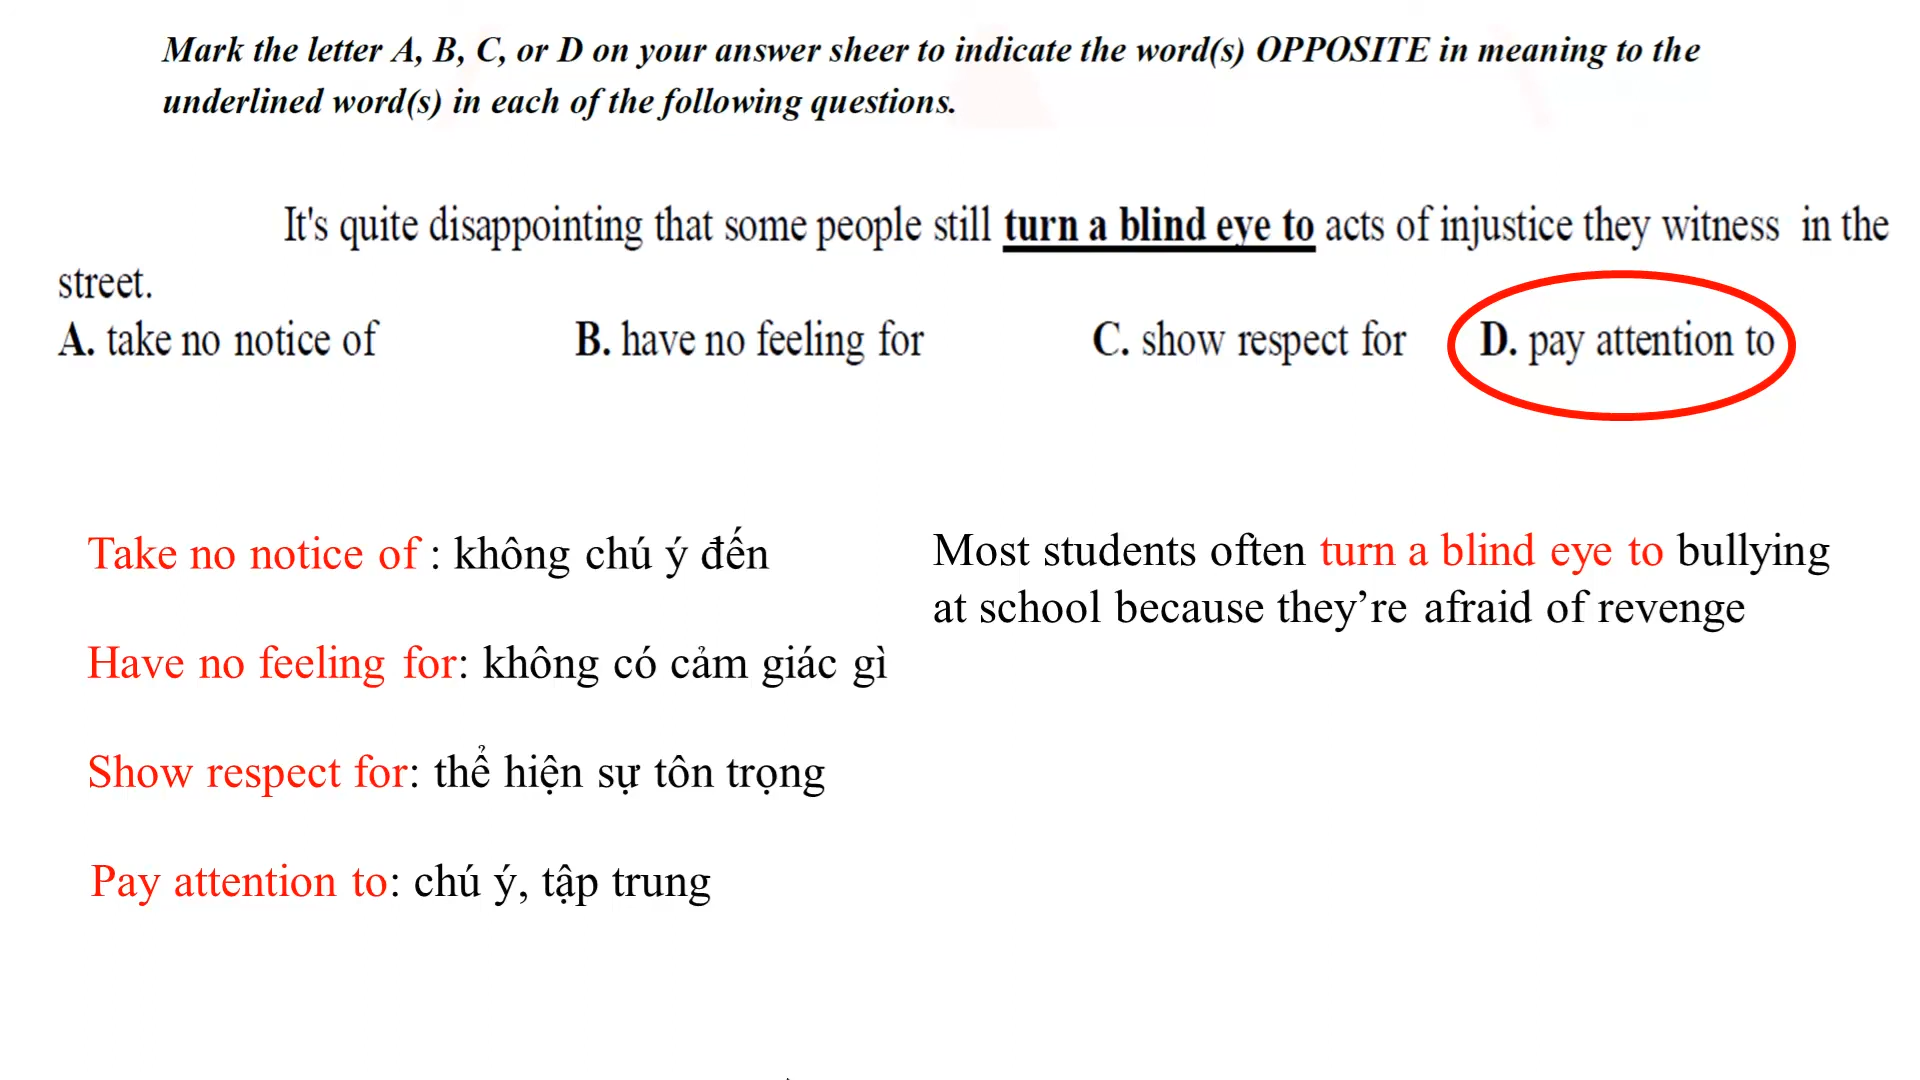 Mark the letter A, B, C, or D on your answer sheer to indicate the word(s) OPPOSITE in meaning to the
underlined word(s) in each of the following questions.
It's quite disappointing that some people still turn a blind eye to acts of injustice they witness in the
street.
A. take no notice of B. have no feeling for C. show respect for D. pay attention to
Take no notice of : không chú ý đến
Have no feeling for: không có cảm giác gì
Show respect for: thể hiện sự tôn trọng
Pay attention to: chú ý, tập trung
Most students often turn a blind eye to bullying
at school because they’re afraid of revenge